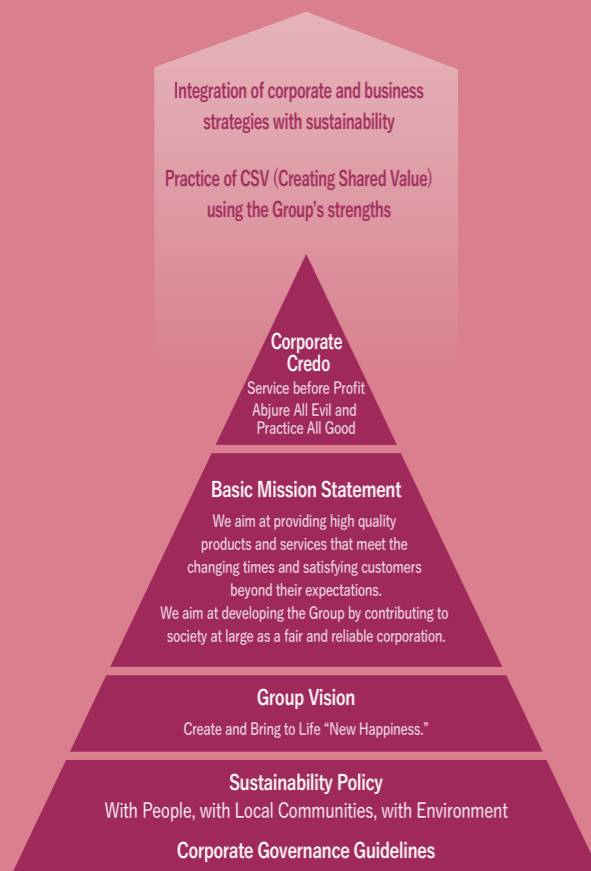 Integration of corporate and business
strategies with sustainability
Practice of CSV (Creating Shared Value)
using the Group's strengths
Corporate
Credo
Service before Profit
Abjure All Evil and
Practice All Good
Basic Mission Statement
We aim at providing high quality
products and services that meet the
changing times and satisfying customers
beyond their expectations.
We aim at developing the Group by contributing to
society at large as a fair and reliable corporation.
Group Vision
Create and Bring to Life “New Happiness.”
Sustainability Policy
With People, with Local Communities, with Environment
Corporate Governance Guidelines